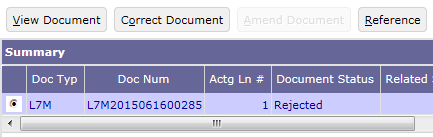 View Document Correct Document Amend Document Reference
Summary
Doc Typ Doc Num Actg Ln # Document Status Related
L7M L7M2015061600285 1 Rejected